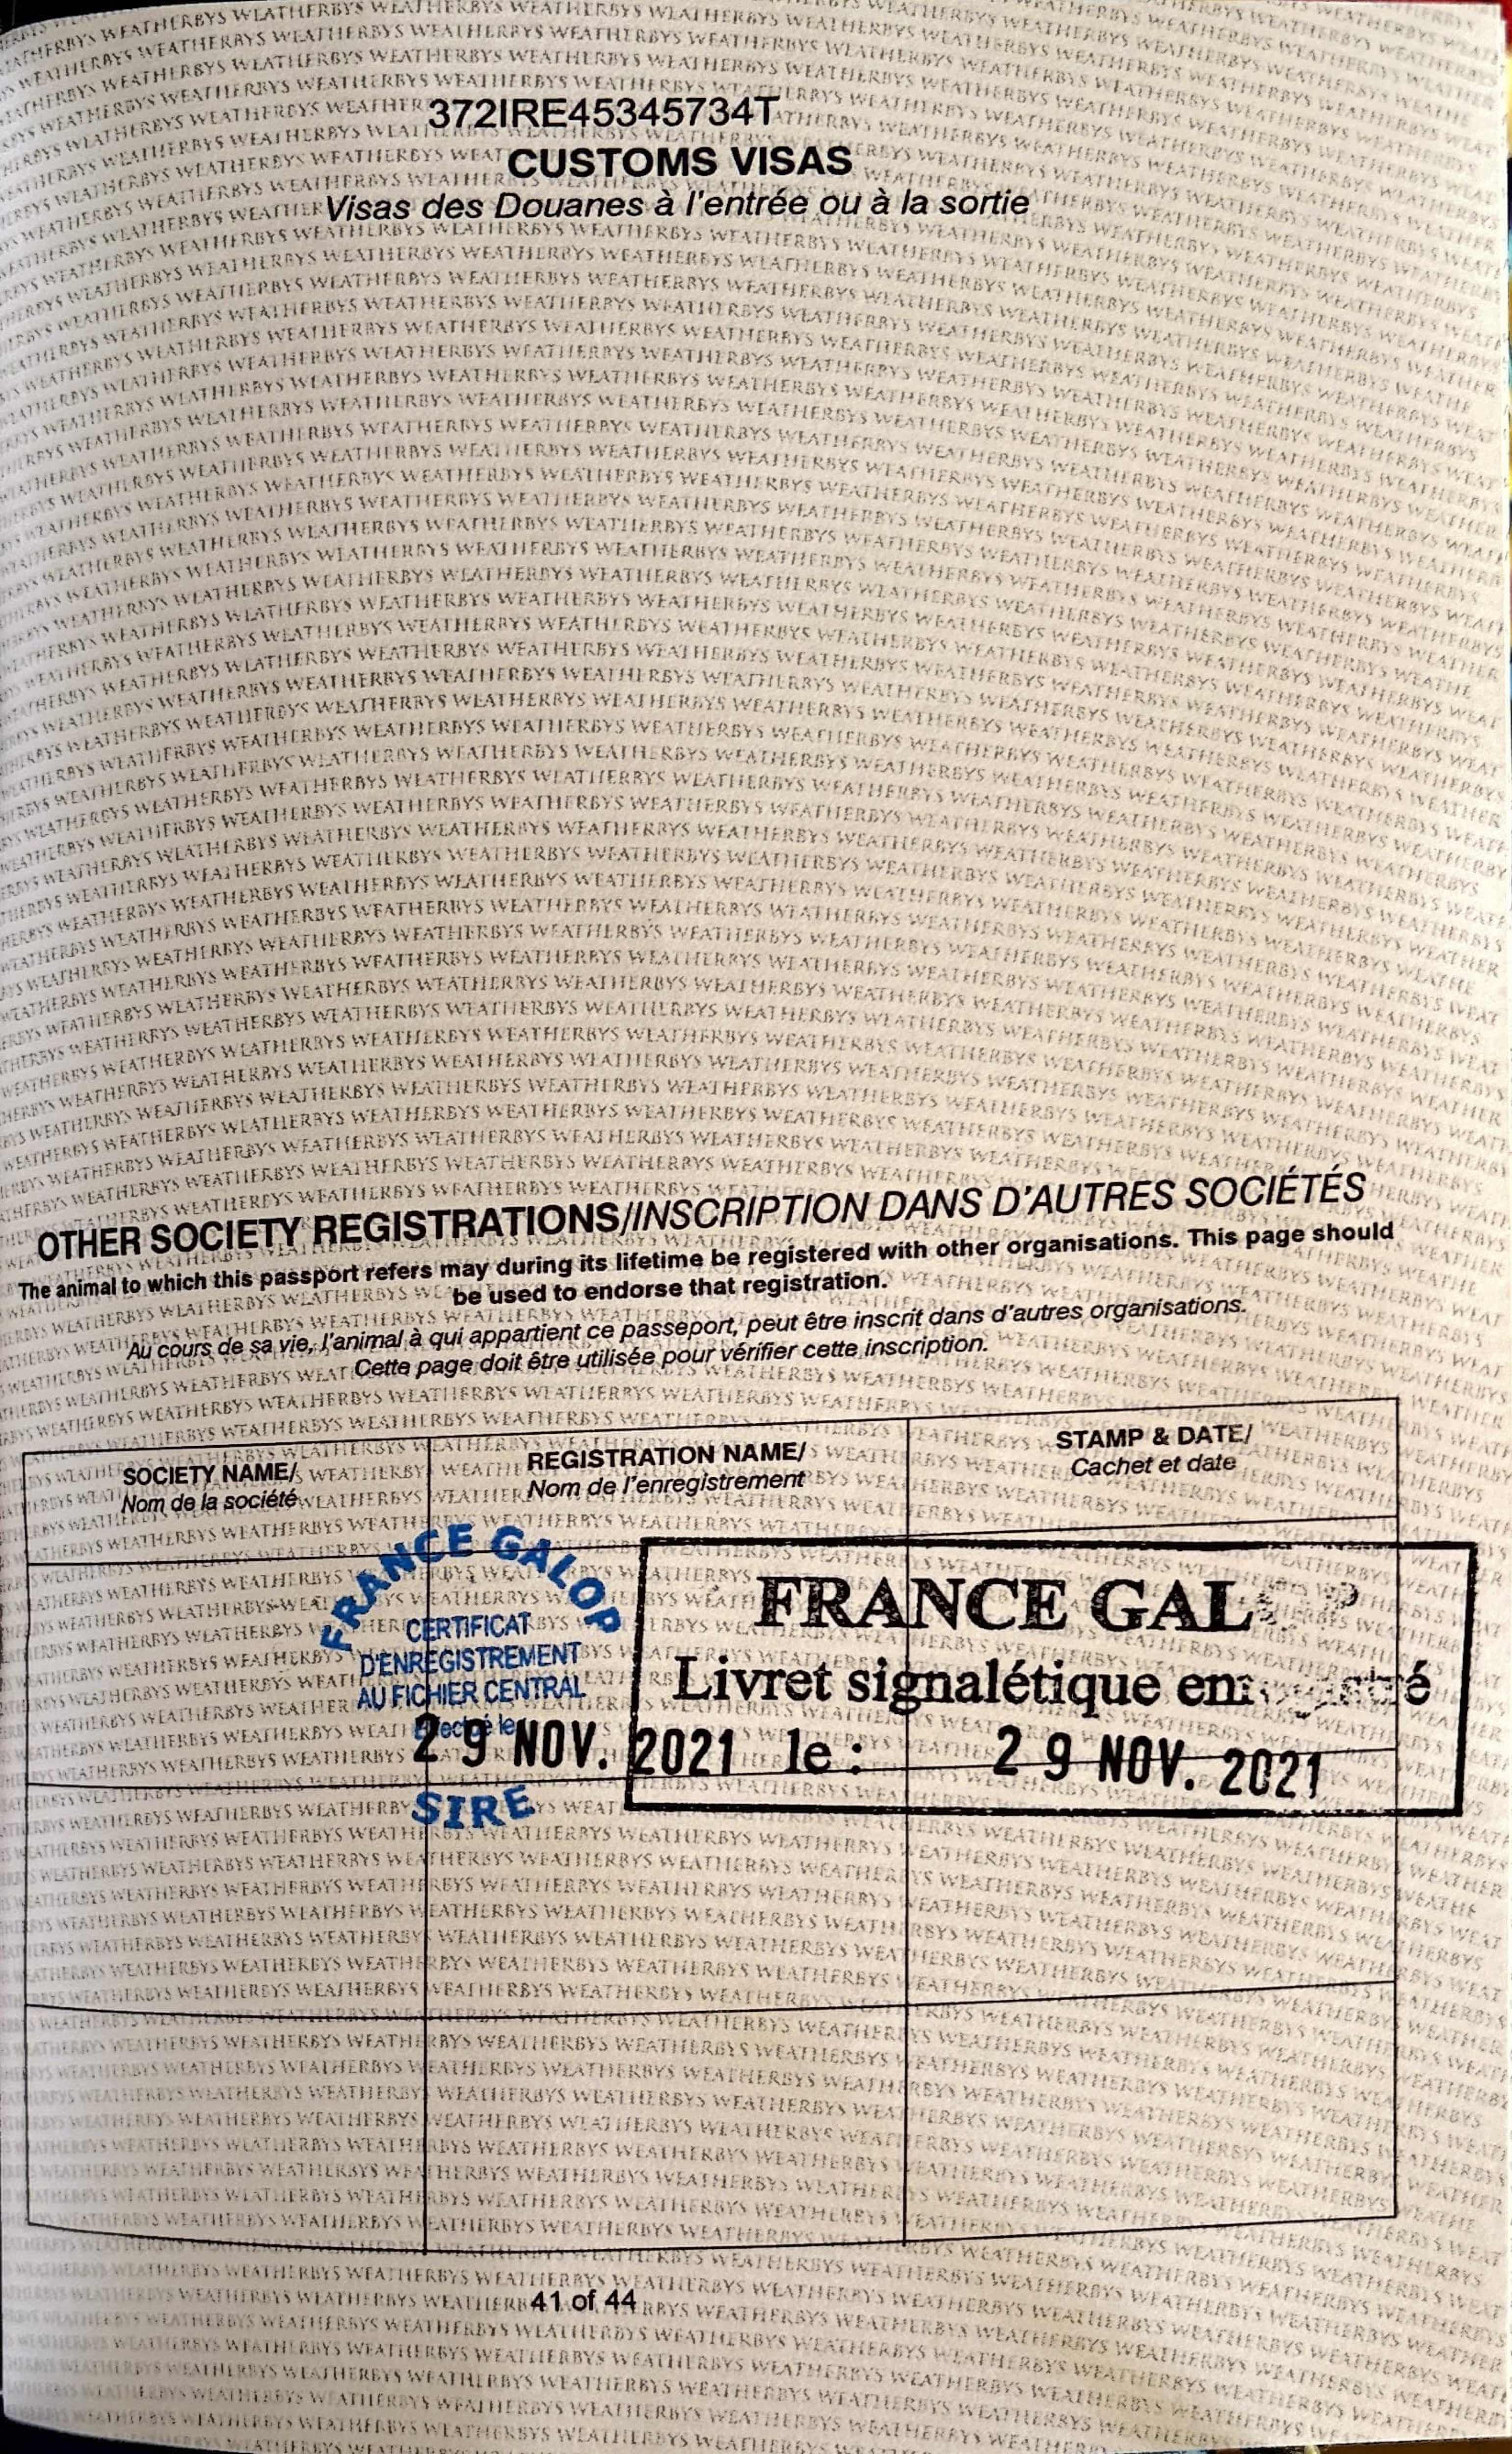 372IRE45345734T
CUSTOMS VISAS
Visas des Douanes à l'entrée ou à la sortie
OTHER SOCIETY REGISTRATIONS/INSCRIPTION DANS D'AUTRES SOCIÉTÉS
The animal to which this passport refers may during its lifetime be registered with other organisations. This page should
be used to endorse that registration.
Au cours de sa vie, l'animal à qui appartient ce passeport, peut être inscrit dans d'autres organisations.
Cette page doit être utilisée pour vérifier cette inscription.
SOCIETY NAME/
Nom de la société
REGISTRATION NAME/
Nom de l'enregistrement
STAMP & DATE/
Cachet et date
FRANCE GALOP
CERTIFICAT
D'ENREGISTREMENT
AU FICHIER CENTRAL
le
29 NOV. 2021
SIRE
FRANCE GALOP
Livret signalétique
le : 29 NOV. 2021
41 of 44
WEATHERBYS